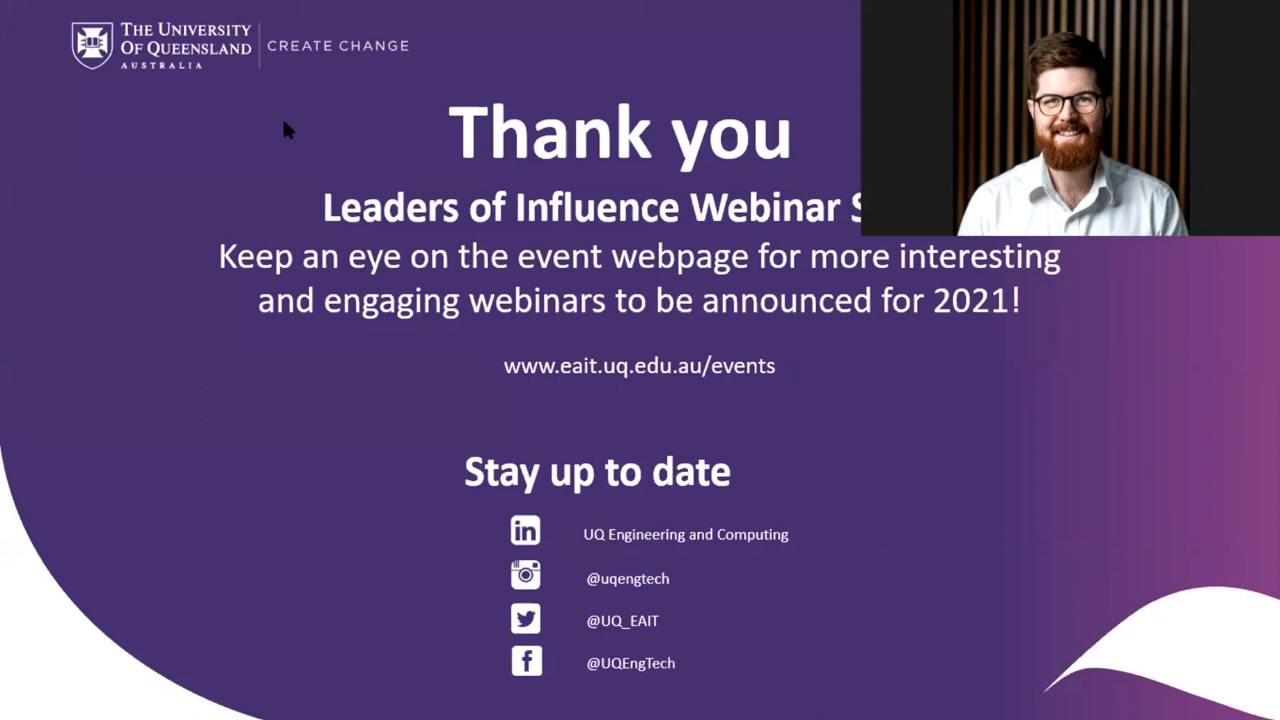 THE UNIVERSITY
OF QUEENSLAND
AUSTRALIA
CREATE CHANGE
Thank you
Leaders of Influence Webinar S
Keep an eye on the event webpage for more interesting
and engaging webinars to be announced for 2021!
www.eait.uq.edu.au/events
Stay up to date
in UQ Engineering and Computing
@uqengtech
@UQ_EAIT
f @UQEngTech